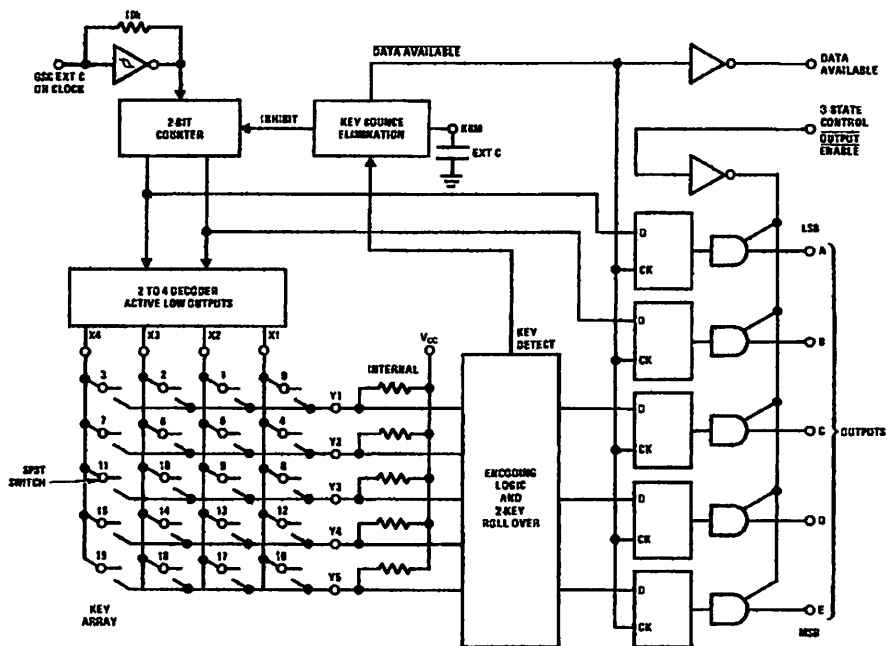 10k
OSC EXT C
OR CLOCK
2-BIT
COUNTER
INHIBIT
KEY BOUNCE
ELIMINATION
KBM
EXT C
DATA AVAILABLE
DATA
AVAILABLE
3-STATE
CONTROL
OUTPUT
ENABLE
2 TO 4 DECODER
ACTIVE LOW OUTPUTS
X4
X3
X2
X1
3
2
1
0
Y1
7
6
5
4
Y2
11
10
9
8
Y3
15
14
13
12
Y4
19
18
17
16
Y5
SPST
SWITCH
KEY
ARRAY
INTERNAL
VCC
KEY
DETECT
ENCODING
LOGIC
AND
2-KEY
ROLL OVER
D
CK
D
CK
D
CK
D
CK
D
CK
LSB
A
B
C
D
E
MSB
OUTPUTS